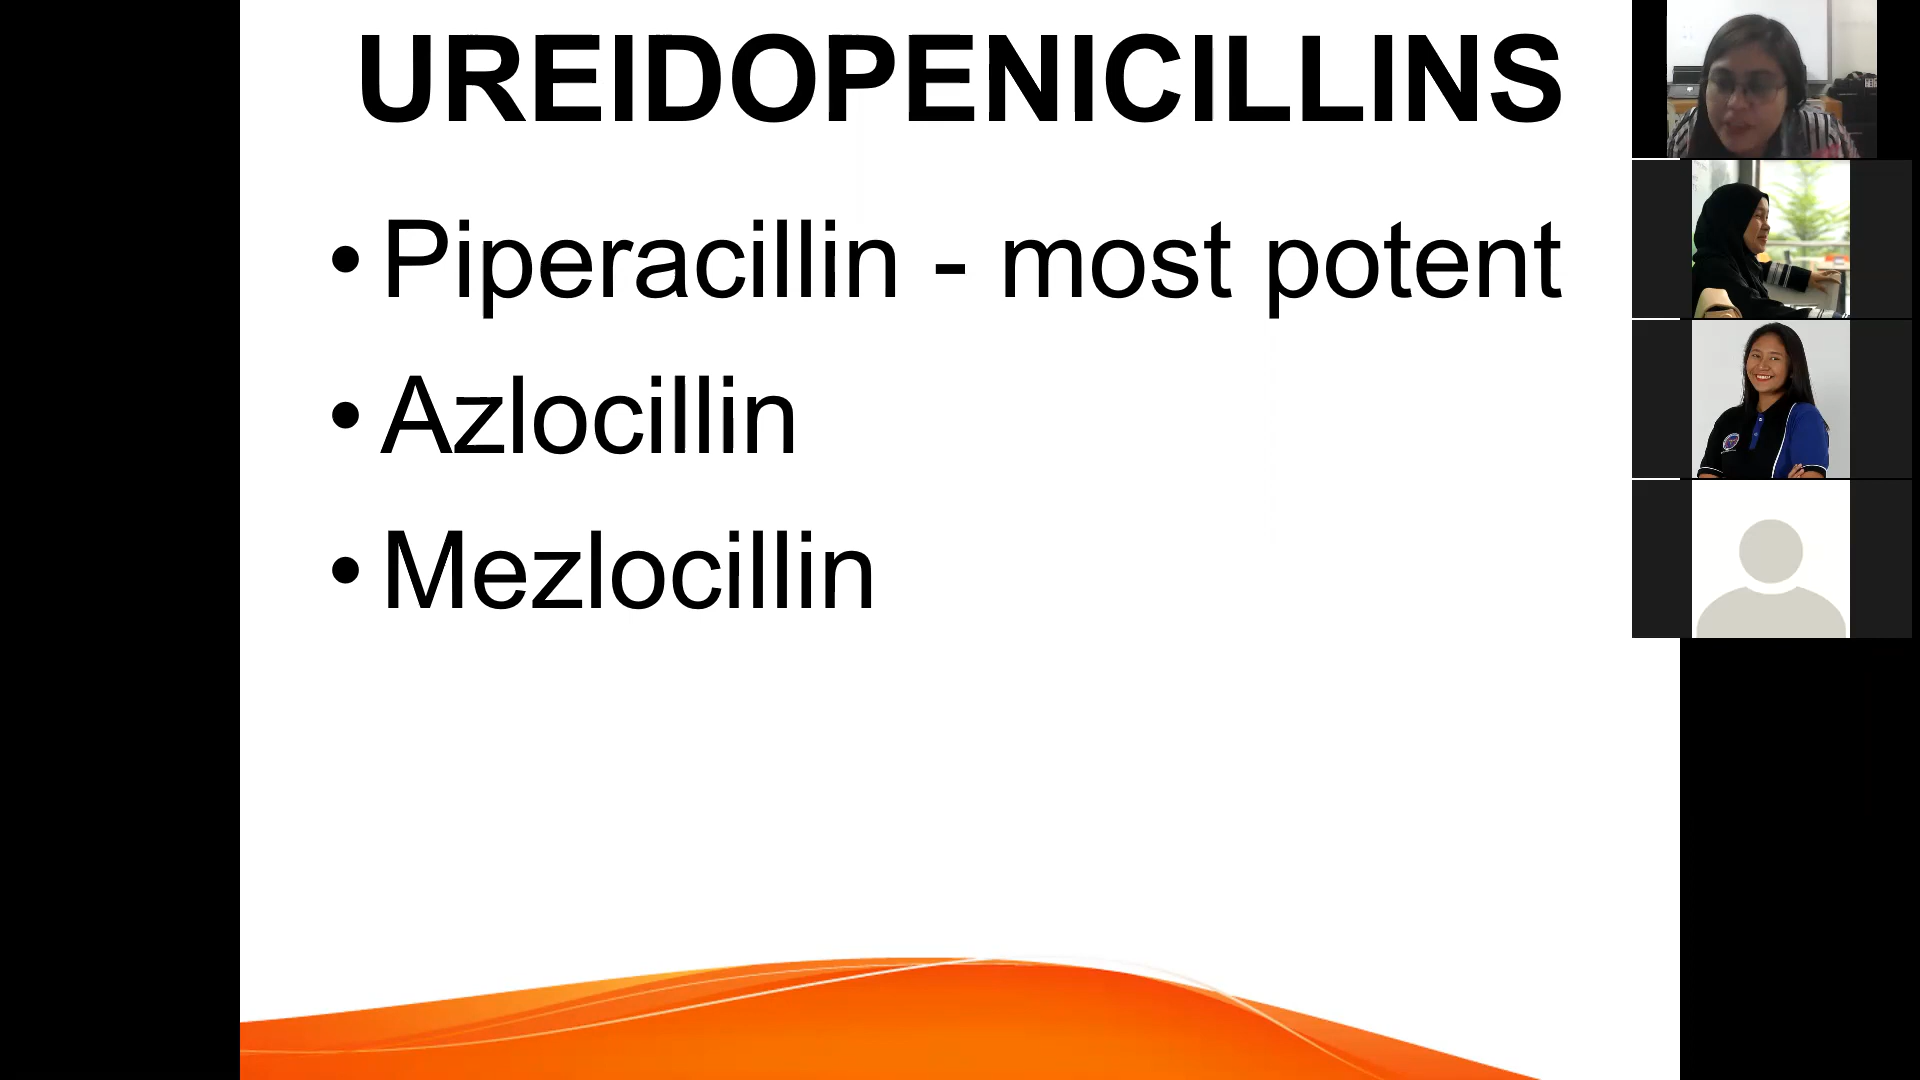 UREIDOPENICILLINS
• Piperacillin - most potent
• Azlocillin
• Mezlocillin